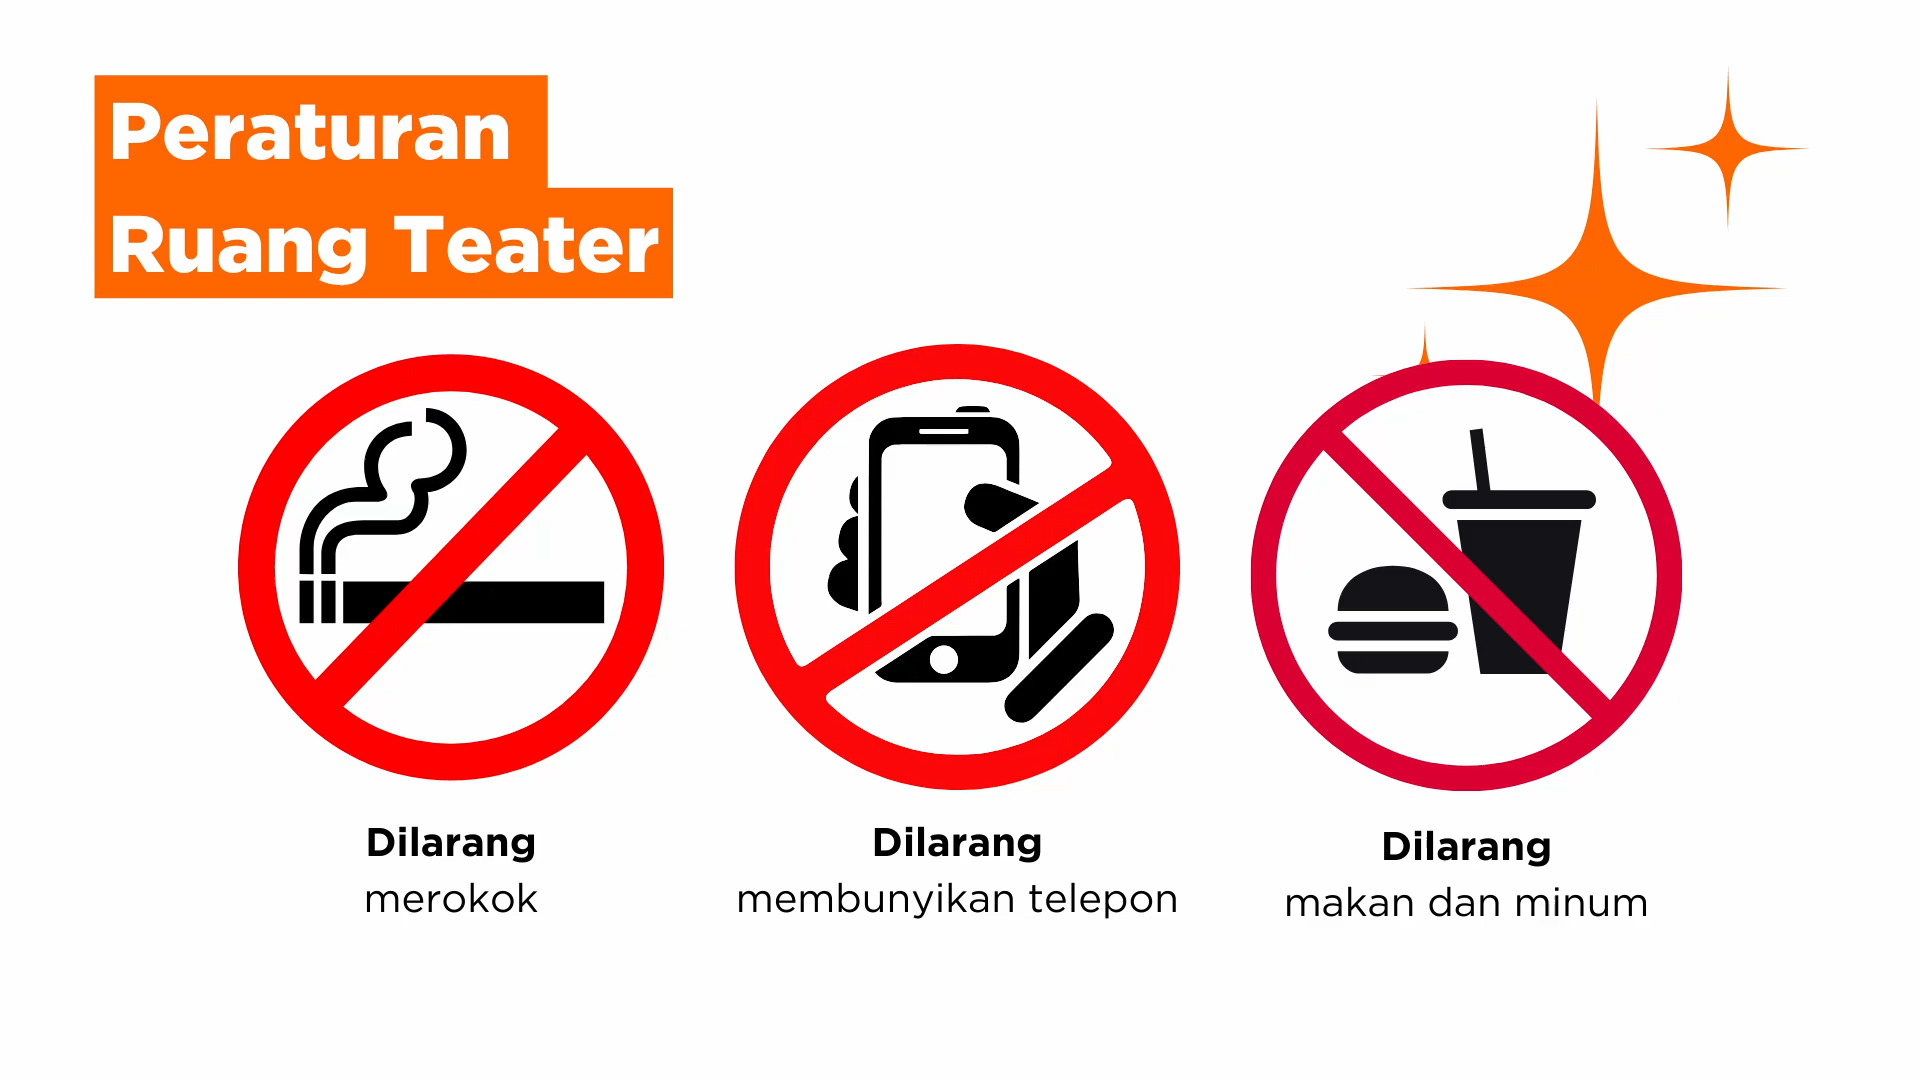 Peraturan
Ruang Teater
Dilarang
merokok
Dilarang
membunyikan telepon
Dilarang
makan dan minum